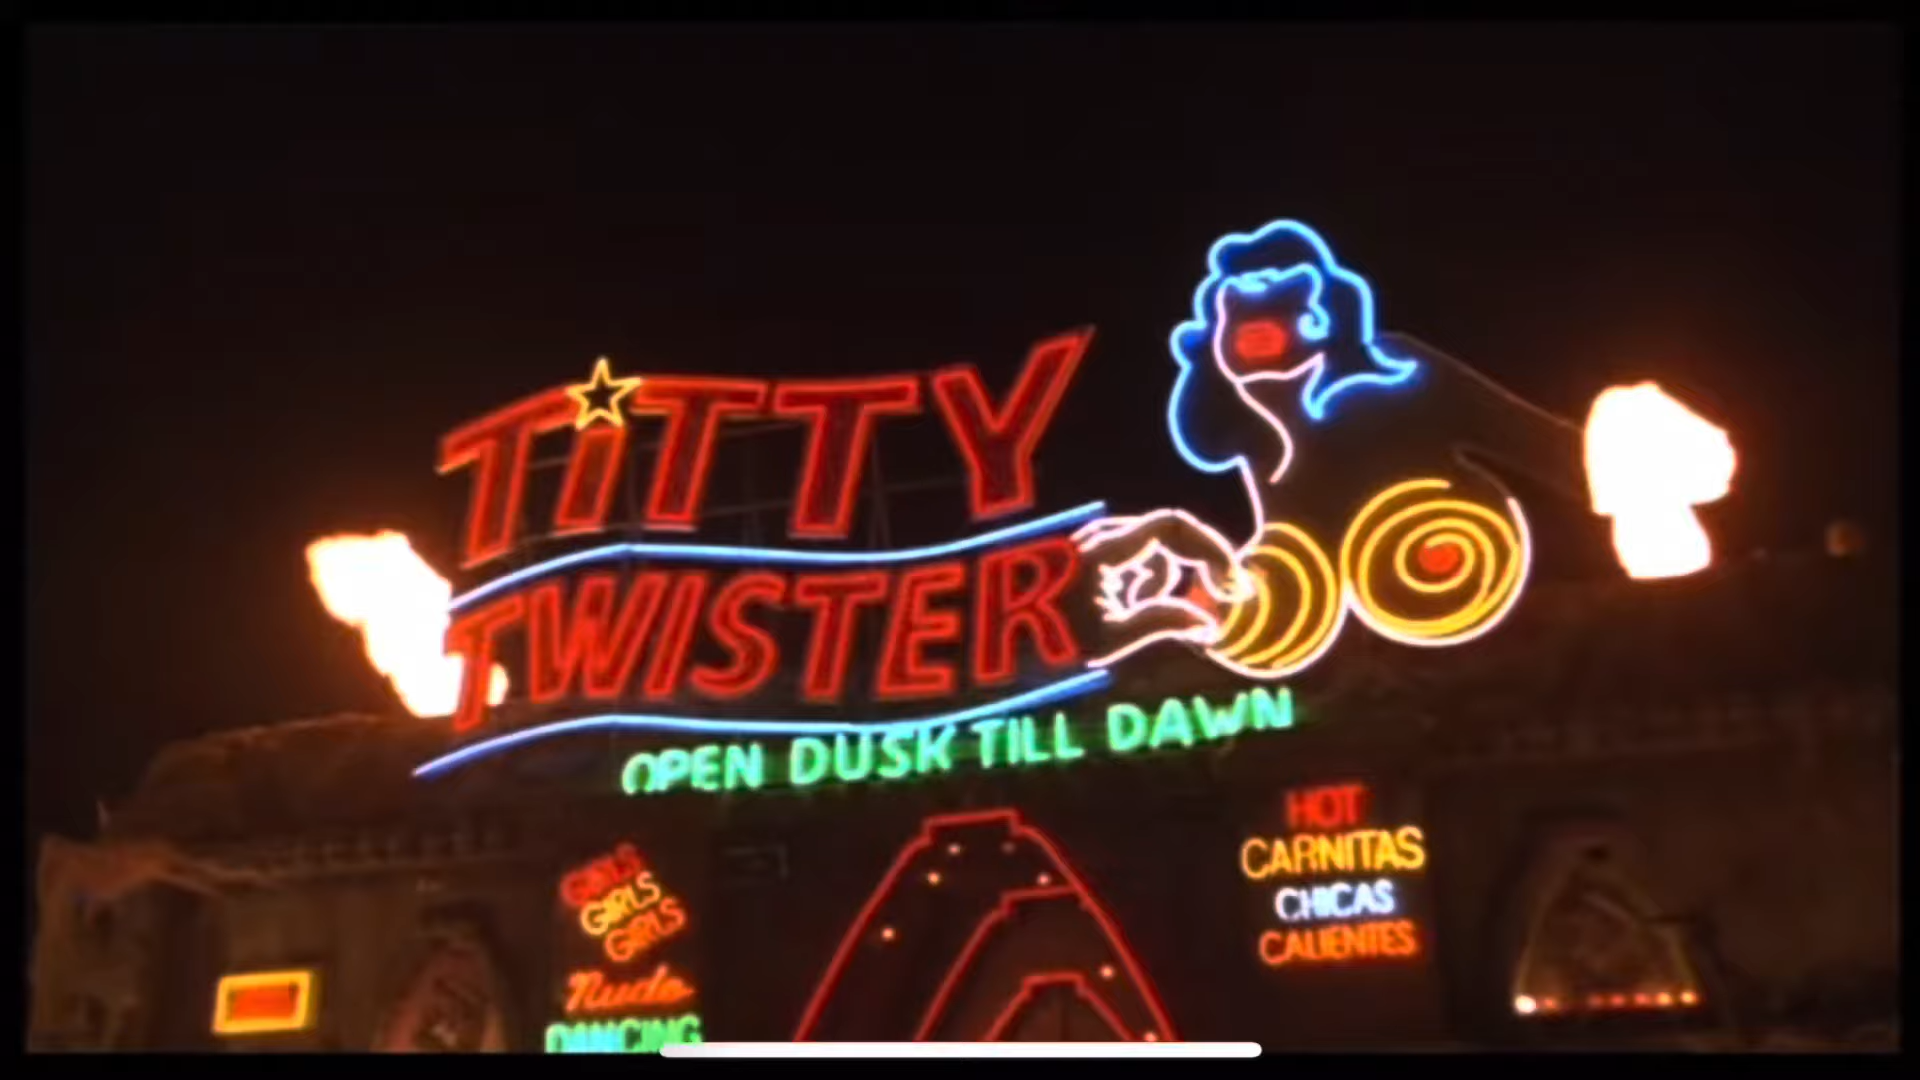 TiTTY
TWISTER
OPEN DUSK TILL DAWN
GIRLS
GIRLS
GIRLS
Nude
DANCING
HOT
CARNITAS
CHICAS
CALIENTES